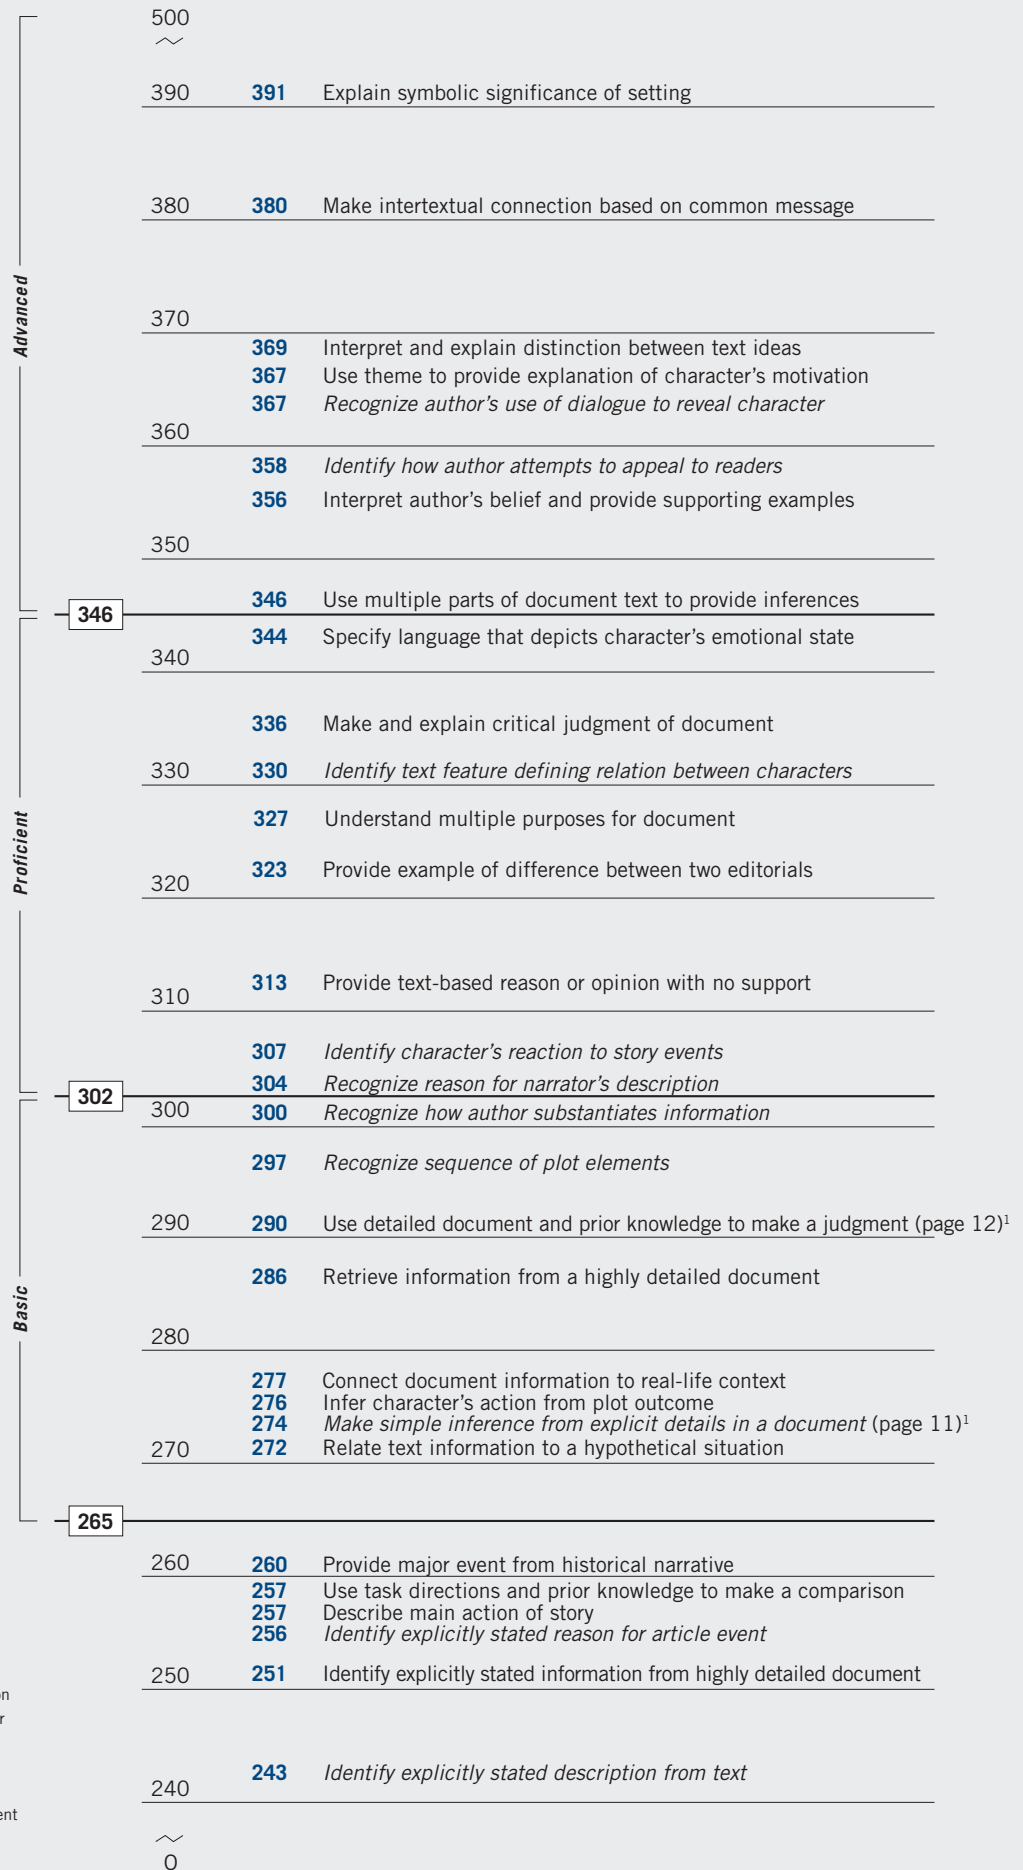 500
390 391 Explain symbolic significance of setting
380 380 Make intertextual connection based on common message
370
369 Interpret and explain distinction between text ideas
367 Use theme to provide explanation of character’s motivation
367 Recognize author’s use of dialogue to reveal character
360
358 Identify how author attempts to appeal to readers
356 Interpret author’s belief and provide supporting examples
350
Advanced
346 Use multiple parts of document text to provide inferences
346
344 Specify language that depicts character’s emotional state
340
336 Make and explain critical judgment of document
330 330 Identify text feature defining relation between characters
327 Understand multiple purposes for document
Proficient
323 Provide example of difference between two editorials
320
313 Provide text-based reason or opinion with no support
310
307 Identify character’s reaction to story events
304 Recognize reason for narrator’s description
302
300 300 Recognize how author substantiates information
297 Recognize sequence of plot elements
290 290 Use detailed document and prior knowledge to make a judgment (page 12)¹
286 Retrieve information from a highly detailed document
Basic
280
277 Connect document information to real-life context
276 Infer character’s action from plot outcome
274 Make simple inference from explicit details in a document (page 11)¹
270 272 Relate text information to a hypothetical situation
265
260 260 Provide major event from historical narrative
257 Use task directions and prior knowledge to make a comparison
257 Describe main action of story
256 Identify explicitly stated reason for article event
250 251 Identify explicitly stated information from highly detailed document
243 Identify explicitly stated description from text
240
0